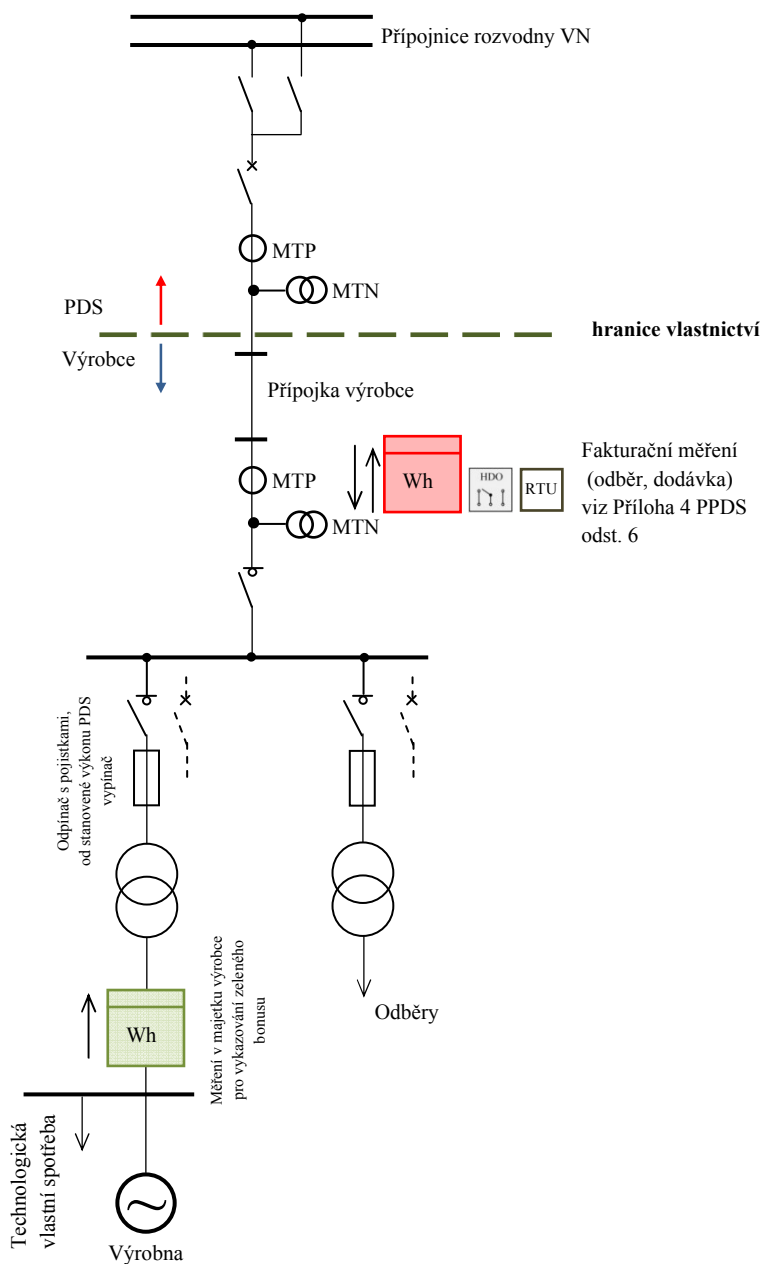 Přípojnice rozvodny VN
MTP
MTN
PDS
hranice vlastnictví
Výrobce
Přípojka výrobce
MTP
Wh
HDO
RTU
Fakturační měření
(odběr, dodávka)
viz Příloha 4 PPDS
odst. 6
MTN
Odpínač s pojistkami,
od stanovené výkonu PDS
vypínač
Wh
Měření v majetku výrobce
pro vykazování zeleného
bonusu
Odběry
Technologická
vlastní spotřeba
Výrobna